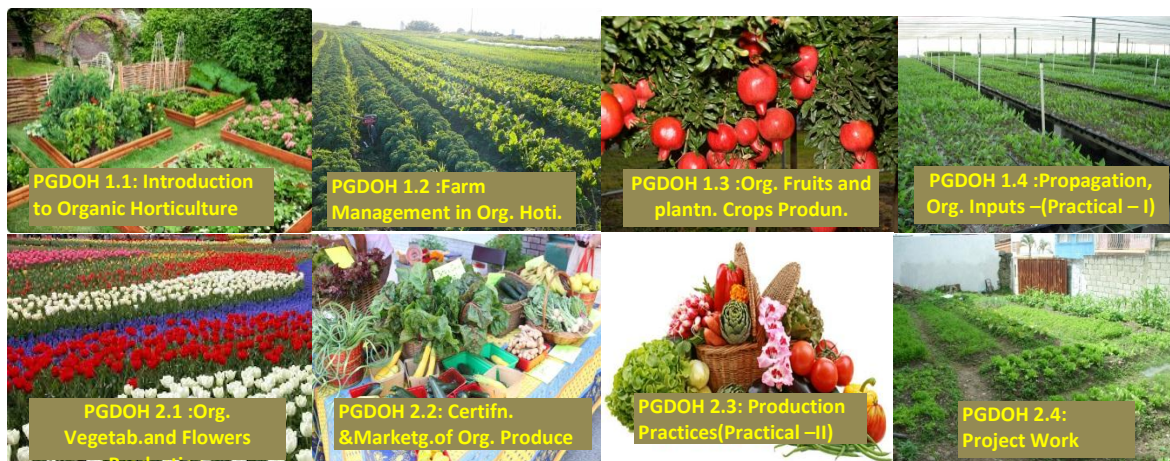 PGDOH 1.1: Introduction
to Organic Horticulture
PGDOH 1.2 :Farm
Management in Org. Hoti.
PGDOH 1.3 :Org. Fruits and
plantn. Crops Produn.
PGDOH 1.4 :Propagation,
Org. Inputs –(Practical – I)
PGDOH 2.1 :Org.
Vegetab.and Flowers
PGDOH 2.2: Certifn.
&Marketg.of Org. Produce
PGDOH 2.3: Production
Practices(Practical –II)
PGDOH 2.4:
Project Work